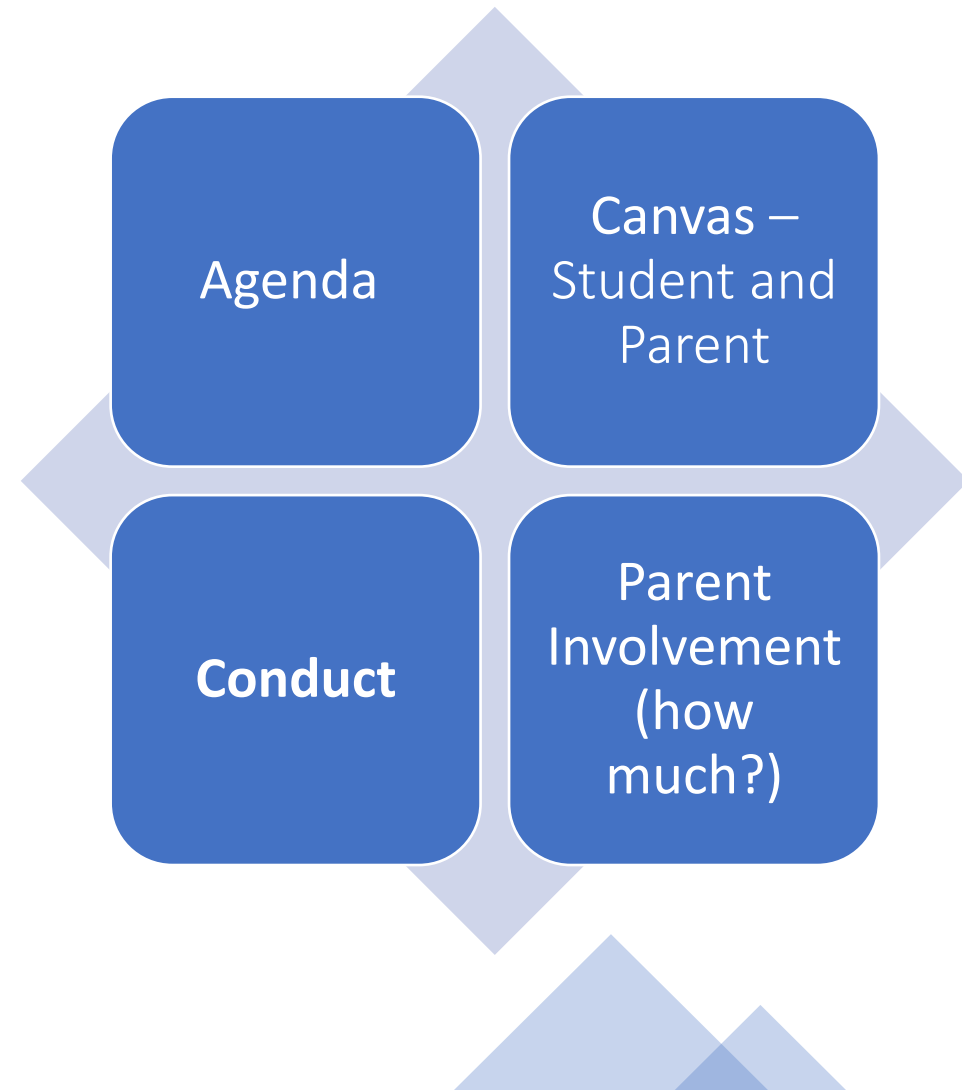 Agenda
Canvas –
Student and
Parent
Conduct
Parent
Involvement
(how
much?)